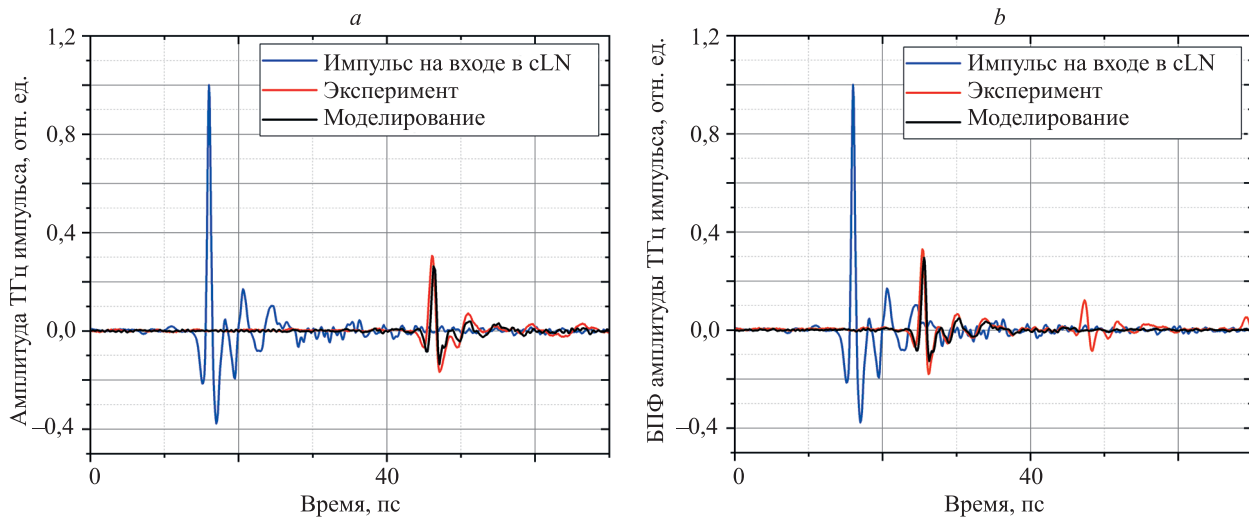 a
1,2
0,8
0,4
0,0
–0,4
Амплитуда ТГц импульса, отн. ед.
Импульс на входе в cLN
Эксперимент
Моделирование
0
40
Время, пс
b
1,2
0,8
0,4
0,0
–0,4
БПФ амплитуды ТГц импульса, отн. ед.
Импульс на входе в cLN
Эксперимент
Моделирование
0
40
Время, пс